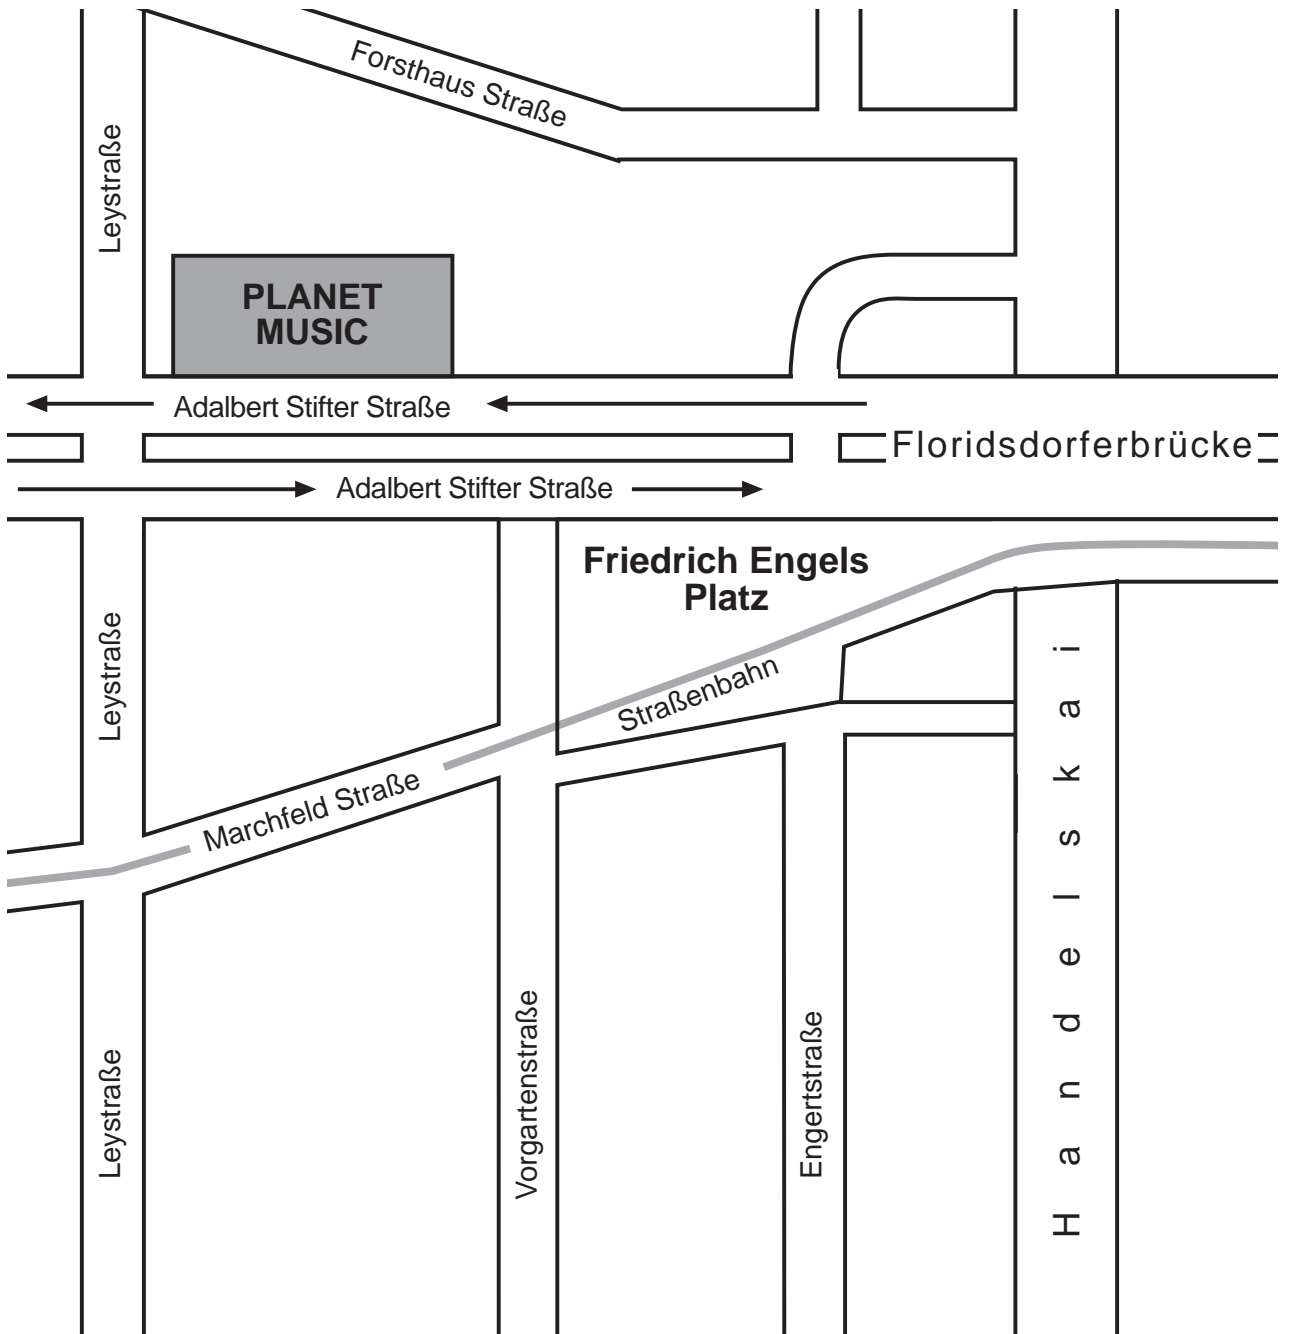 Forsthaus Straße
Leystraße
PLANET
MUSIC
Adalbert Stifter Straße
Floridsdorferbrücke
Adalbert Stifter Straße
Friedrich Engels
Platz
Leystraße
Straßenbahn
Marchfeld Straße
Handelskai
Vorgartenstraße
Engertstraße
Leystraße